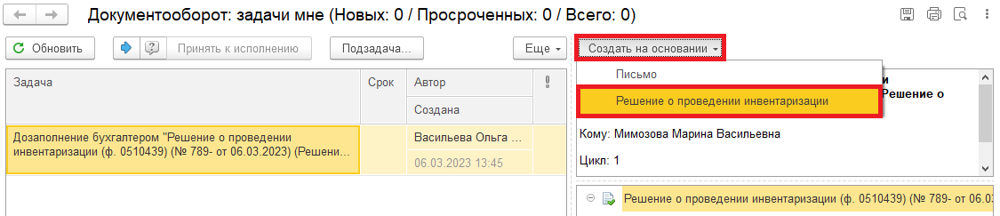 Документооборот: задачи мне (Новых: 0 / Просроченных: 0 / Всего: 0)
Обновить
Принять к исполнению
Подзадача...
Еще
Создать на основании
Письмо
Решение о проведении инвентаризации
Задача
Срок
Автор
Создана
Дозаполнение бухгалтером "Решение о проведении
инвентаризации (ф. 0510439) (№ 789- от 06.03.2023) (Решени...
Васильева Ольга ...
06.03.2023 13:45
и
Решение о
Кому: Мимозова Марина Васильевна
Цикл: 1
Решение о проведении инвентаризации (ф. 0510439) (№ 789- от 06.03